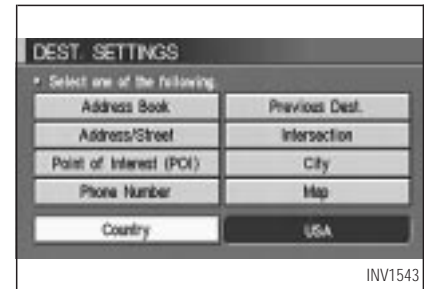 DEST. SETTINGS
• Select one of the following.
Address Book
Previous Dest.
Address/Street
Intersection
Point of Interest (POI)
City
Phone Number
Map
Country
USA
INV1543